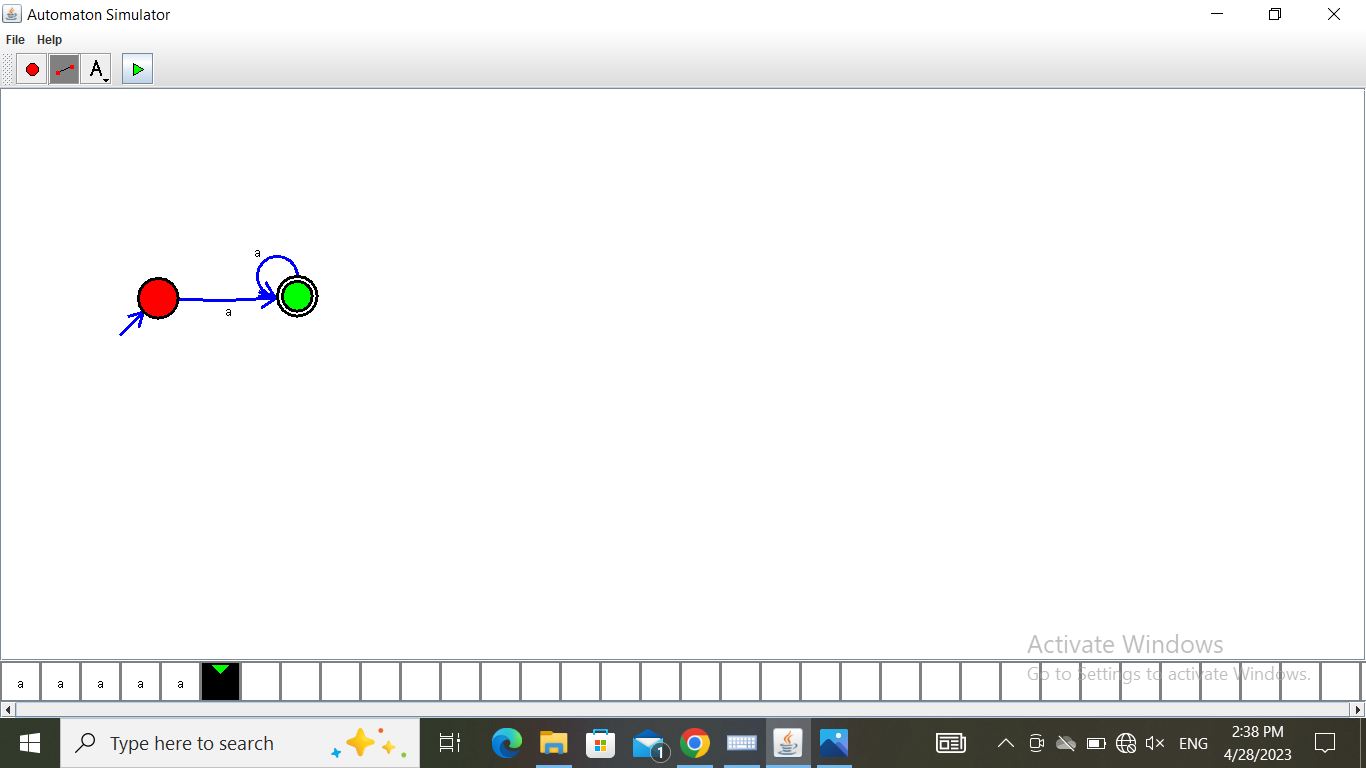 Automaton Simulator
File Help
A
a
a
Activate Windows
Go to Settings to activate Windows.
a a a a a
Type here to search
1
ENG
2:38 PM
4/28/2023